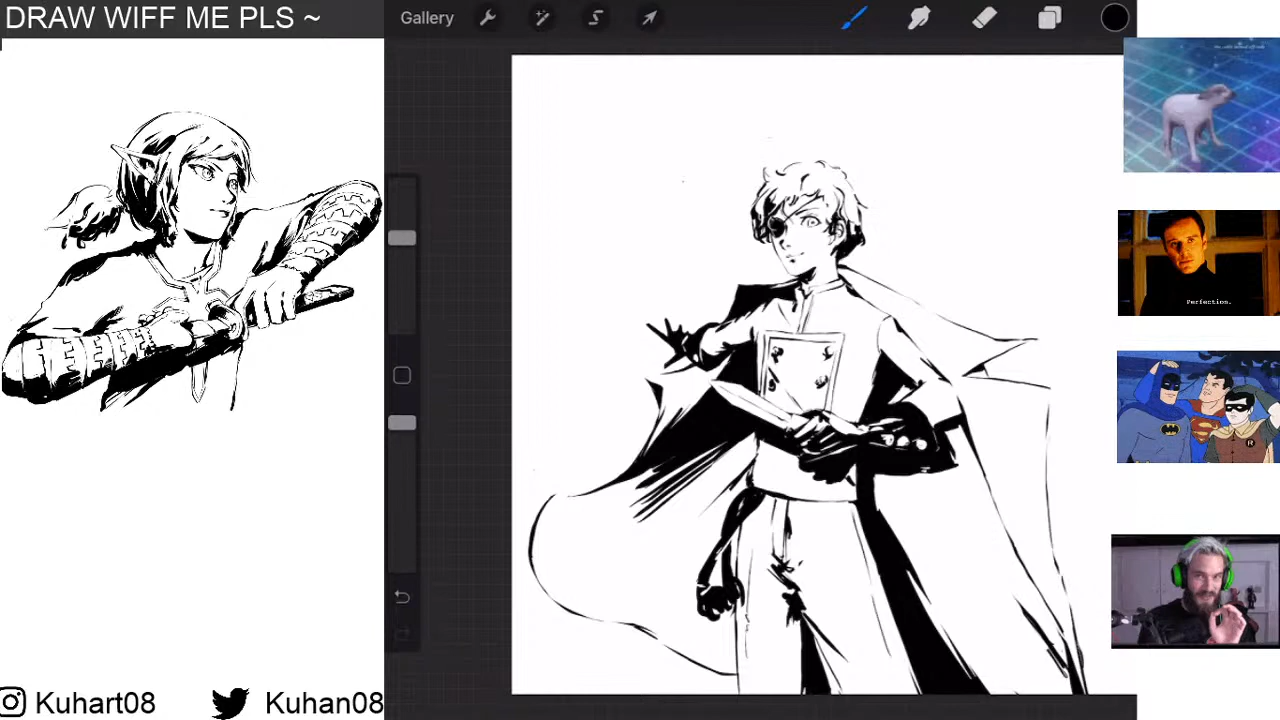 DRAW WIFF ME PLS ~
Gallery
Perfection.
Kuhart08
Kuhan08